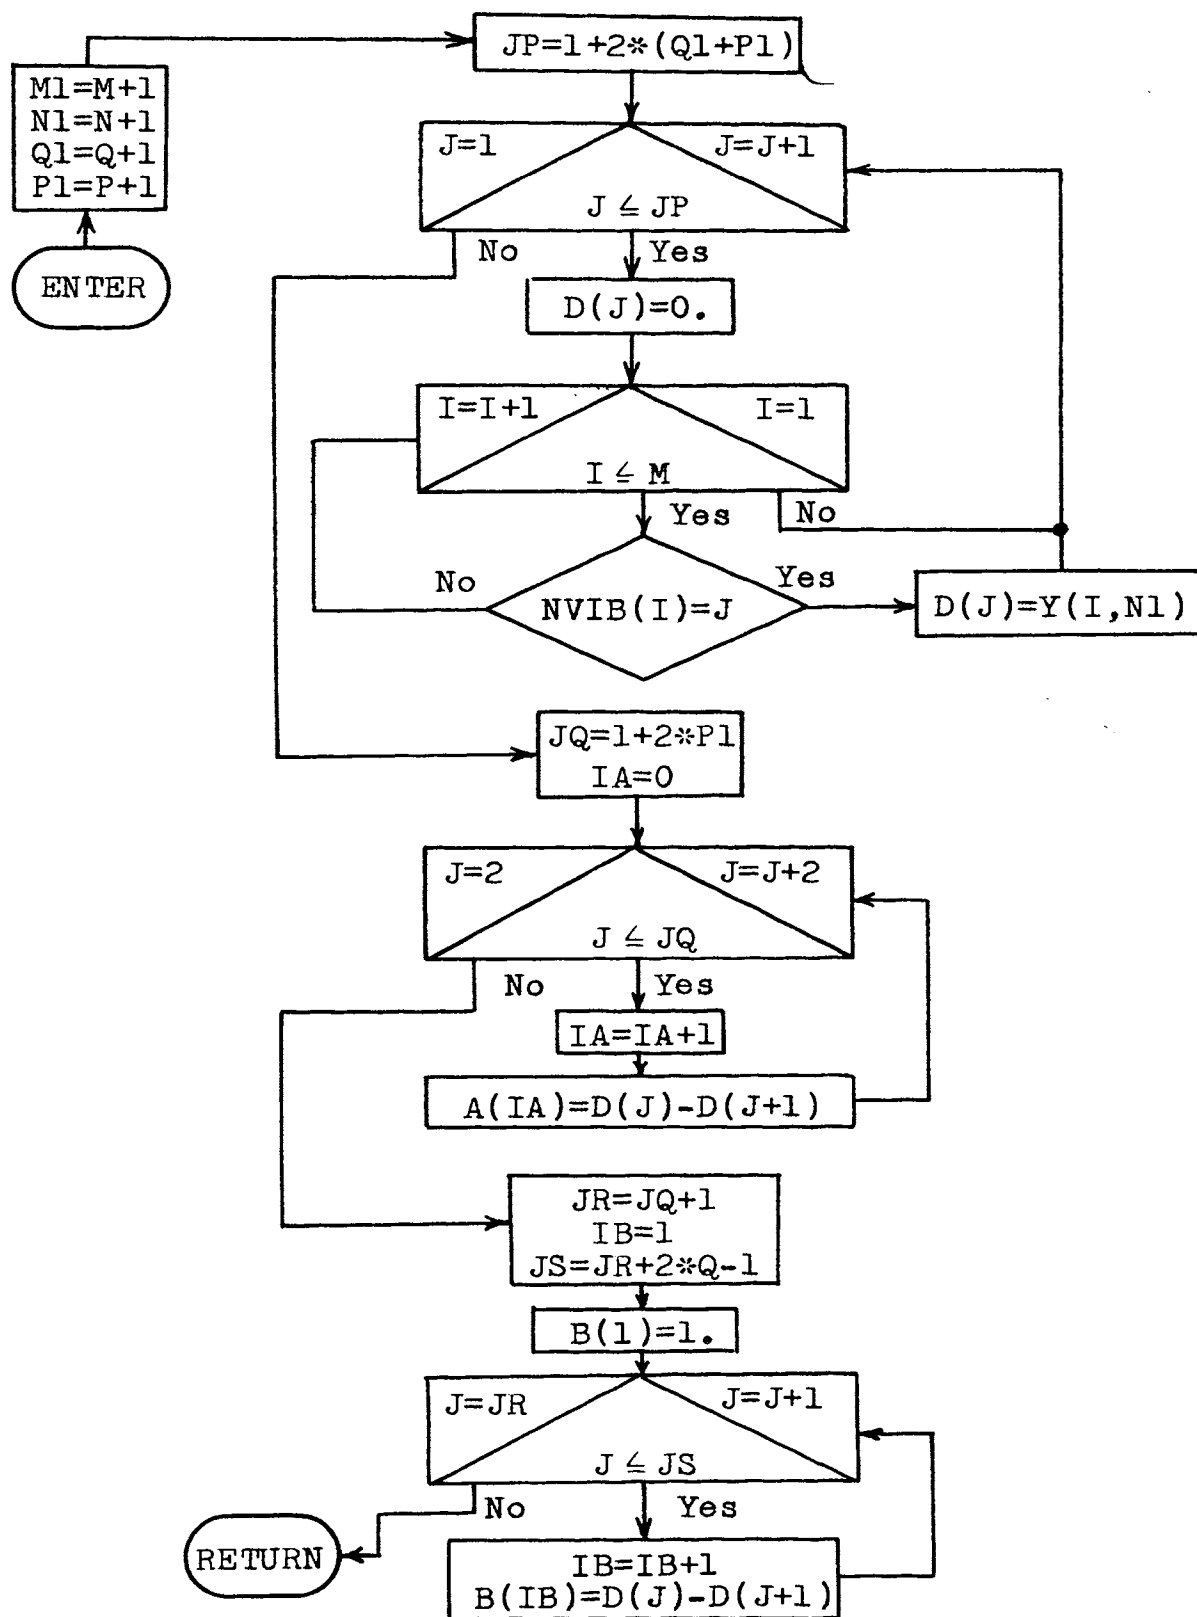 JP=1+2*(Q1+P1)
M1=M+1
N1=N+1
Q1=Q+1
P1=P+1
ENTER
J=1
J=J+1
J ≦ JP
No
Yes
D(J)=0.
I=I+1
I=1
I ≦ M
Yes
No
No
Yes
NVIB(I)=J
D(J)=Y(I,N1)
JQ=1+2*P1
IA=0
J=2
J=J+2
J ≦ JQ
No
Yes
IA=IA+1
A(IA)=D(J)-D(J+1)
JR=JQ+1
IB=1
JS=JR+2*Q-1
B(1)=1.
J=JR
J=J+1
J ≦ JS
No
Yes
RETURN
IB=IB+1
B(IB)=D(J)-D(J+1)